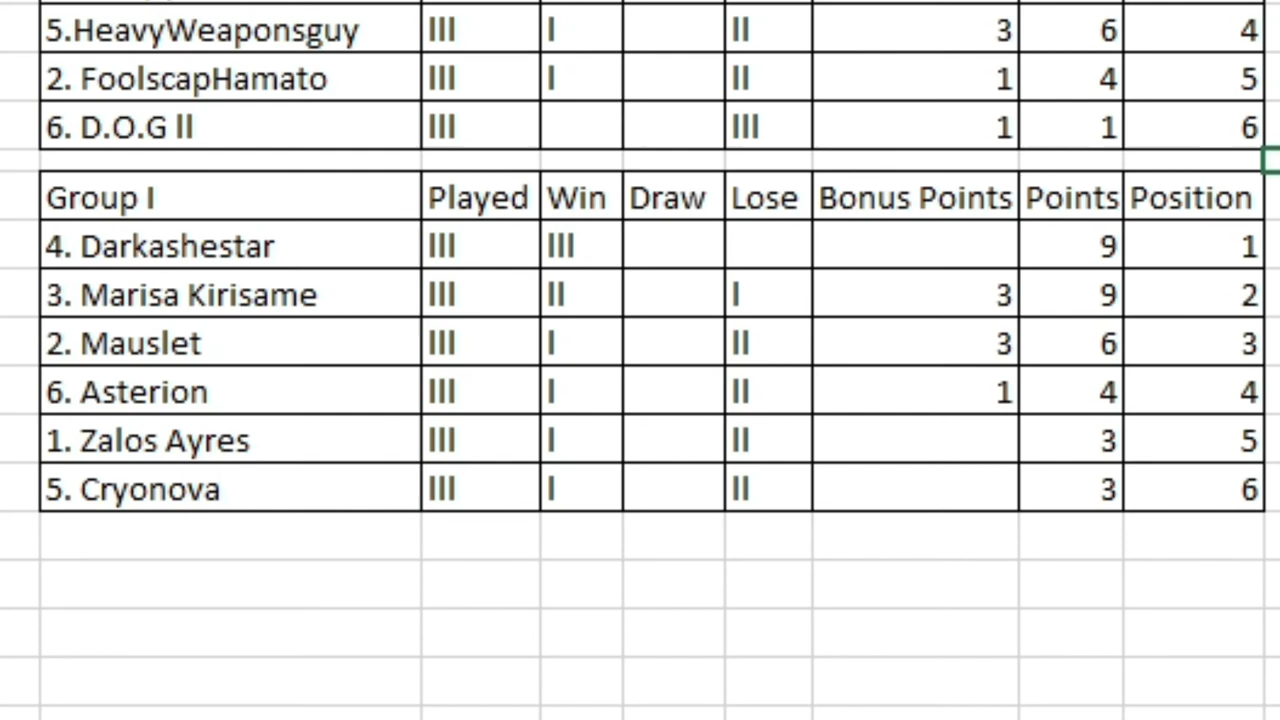 5.HeavyWeaponsguy III I II 3 6 4
2. FoolscapHamato III I II 1 4 5
6. D.O.G ll III III 1 1 6
Group I Played Win Draw Lose Bonus Points Points Position
4. Darkashestar III III 9 1
3. Marisa Kirisame III II I 3 9 2
2. Mauslet III I II 3 6 3
6. Asterion III I II 1 4 4
1. Zalos Ayres III I II 3 5
5. Cryonova III I II 3 6